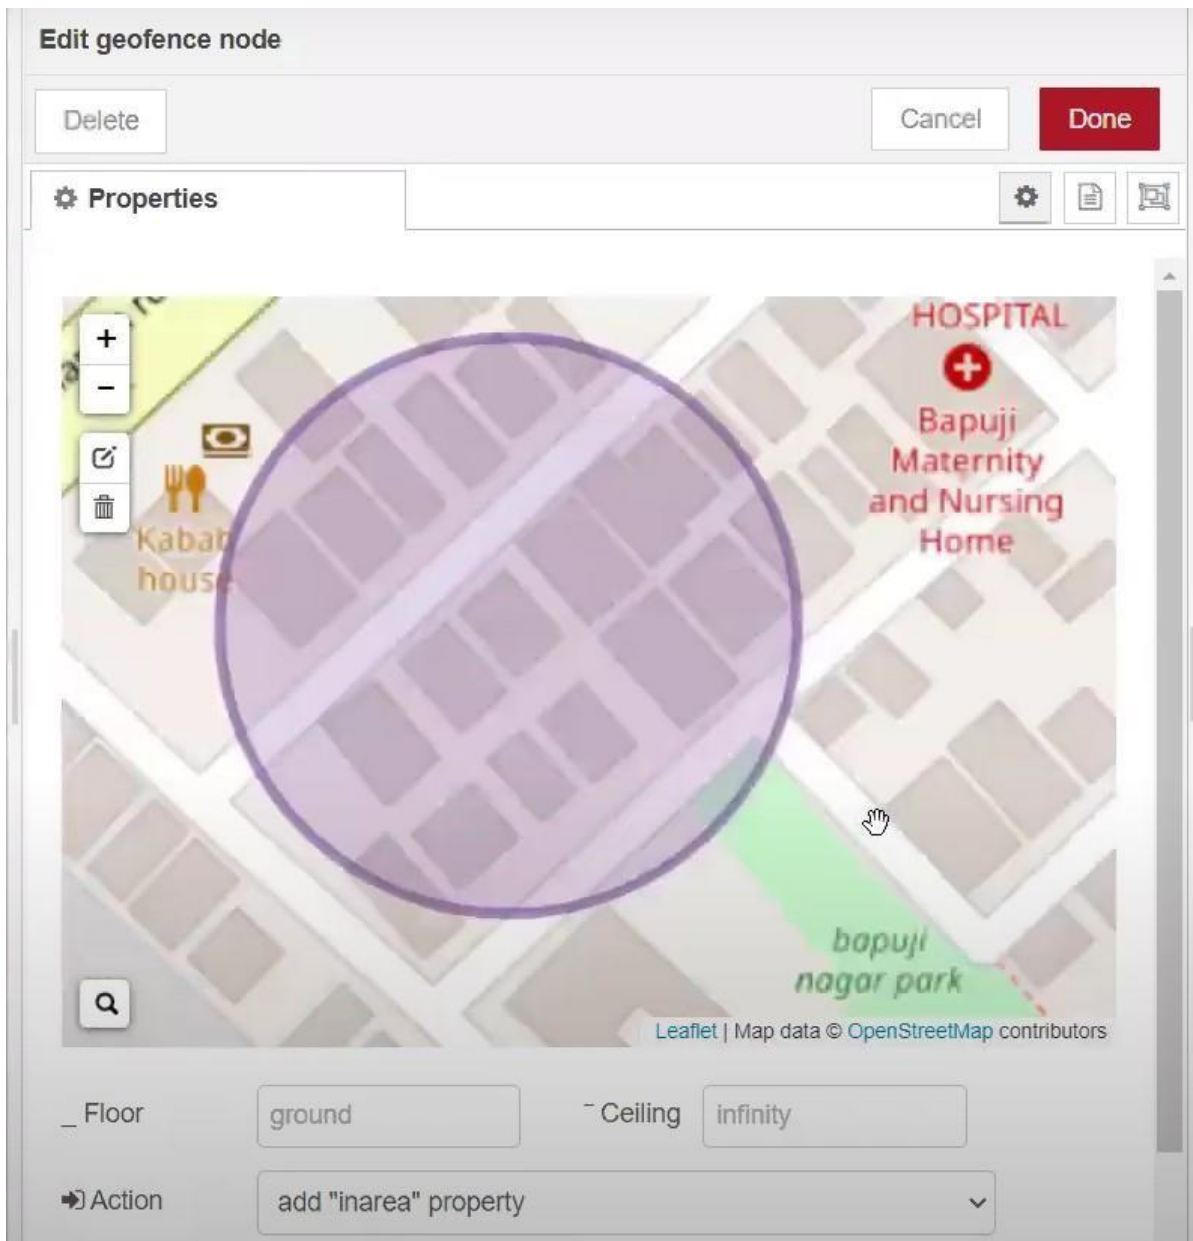 Edit geofence node
Delete
Cancel
Done
Properties
+
−
HOSPITAL
Bapuji
Maternity
and Nursing
Home
Kabab
house
bapuji
nagar park
Leaflet | Map data © OpenStreetMap contributors
Floor
ground
Ceiling
infinity
Action
add "inarea" property